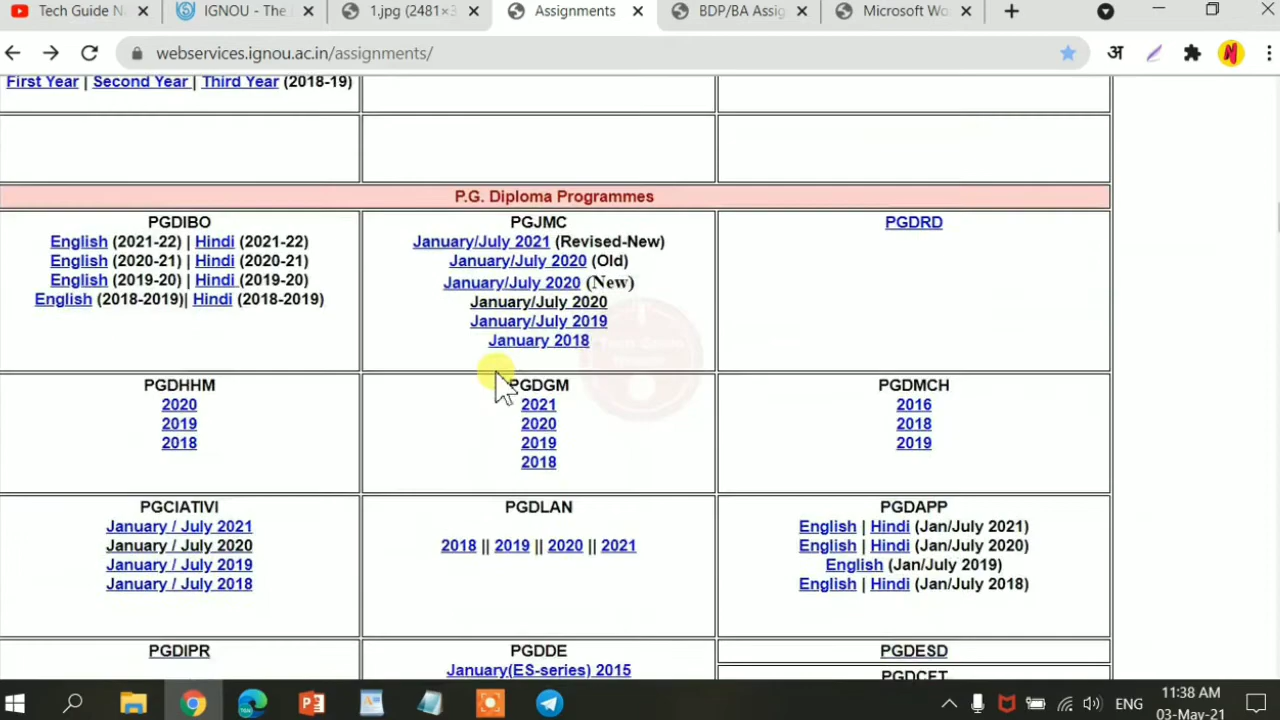 Tech Guide N
IGNOU - The
1.jpg (2481×3
Assignments
BDP/BA Assig
Microsoft Wo
webservices.ignou.ac.in/assignments/
अ
First Year | Second Year | Third Year (2018-19)
P.G. Diploma Programmes
PGDIBO
English (2021-22) | Hindi (2021-22)
English (2020-21) | Hindi (2020-21)
English (2019-20) | Hindi (2019-20)
English (2018-2019)| Hindi (2018-2019)
PGJMC
January/July 2021 (Revised-New)
January/July 2020 (Old)
January/July 2020 (New)
January/July 2020
January/July 2019
January 2018
PGDRD
PGDHHM
2020
2019
2018
PGDGM
2021
2020
2019
2018
PGDMCH
2016
2018
2019
PGCIATIVI
January / July 2021
January / July 2020
January / July 2019
January / July 2018
PGDLAN
2018 || 2019 || 2020 || 2021
PGDAPP
English | Hindi (Jan/July 2021)
English | Hindi (Jan/July 2020)
English (Jan/July 2019)
English | Hindi (Jan/July 2018)
PGDIPR
PGDDE
January(ES-series) 2015
PGDESD
PGDCET
ENG
11:38 AM
03-May-21